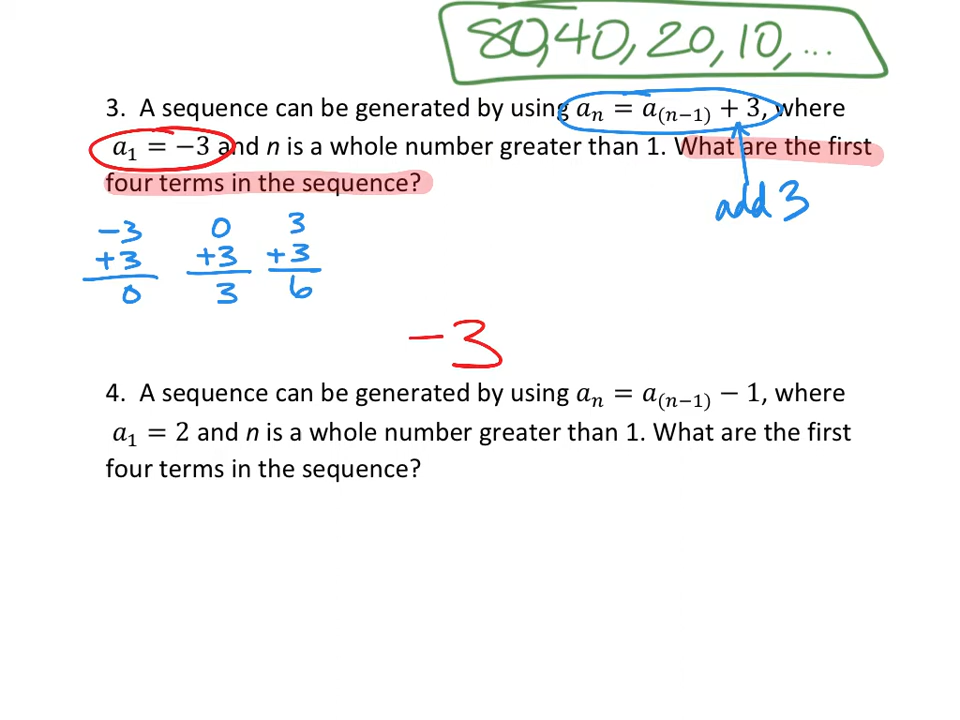 80, 40, 20, 10, ...
3. A sequence can be generated by using aₙ = a₍ₙ₋₁₎ + 3, where
a₁ = −3 and n is a whole number greater than 1. What are the first
four terms in the sequence?
add 3
−3 0 3
+3 +3 +3
0 3 6
−3
4. A sequence can be generated by using aₙ = a₍ₙ₋₁₎ − 1, where
a₁ = 2 and n is a whole number greater than 1. What are the first
four terms in the sequence?